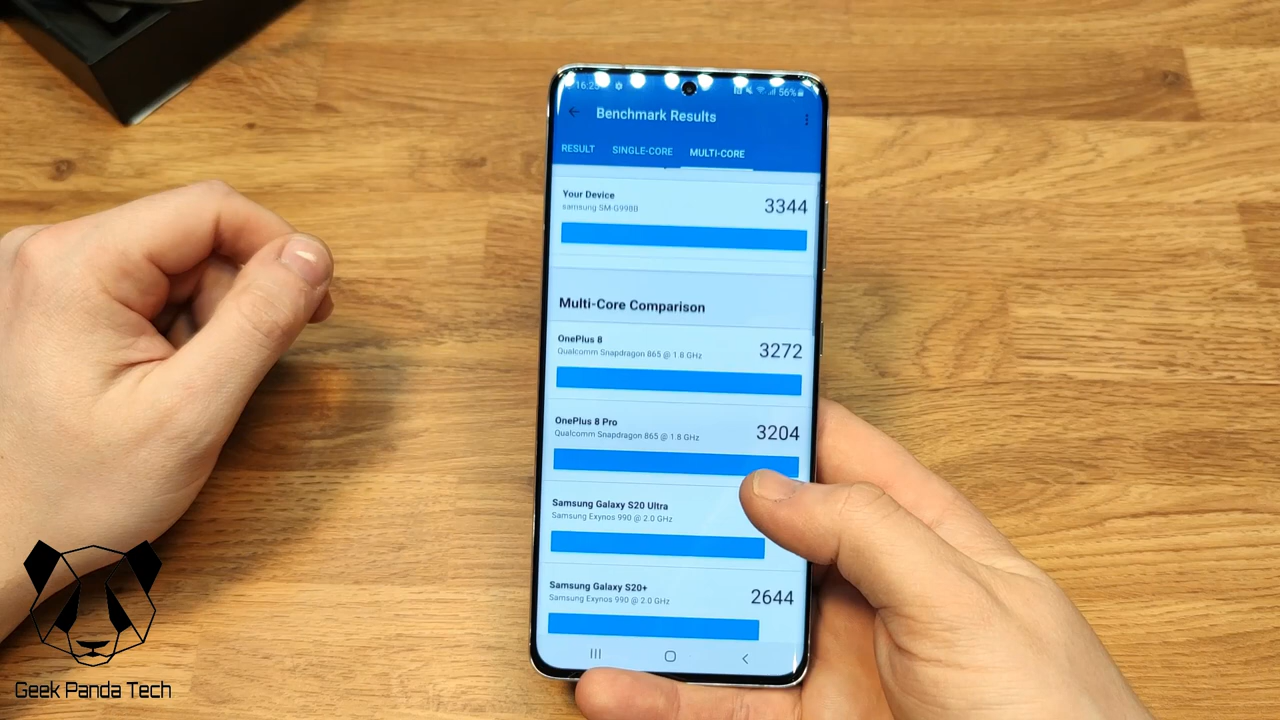 16:25
56%
Benchmark Results
RESULT SINGLE-CORE MULTI-CORE
Your Device
samsung SM-G998B
3344
Multi-Core Comparison
OnePlus 8
Qualcomm Snapdragon 865 @ 1.8 GHz
3272
OnePlus 8 Pro
Qualcomm Snapdragon 865 @ 1.8 GHz
3204
Samsung Galaxy S20 Ultra
Samsung Exynos 990 @ 2.0 GHz
Samsung Galaxy S20+
Samsung Exynos 990 @ 2.0 GHz
2644
Geek Panda Tech